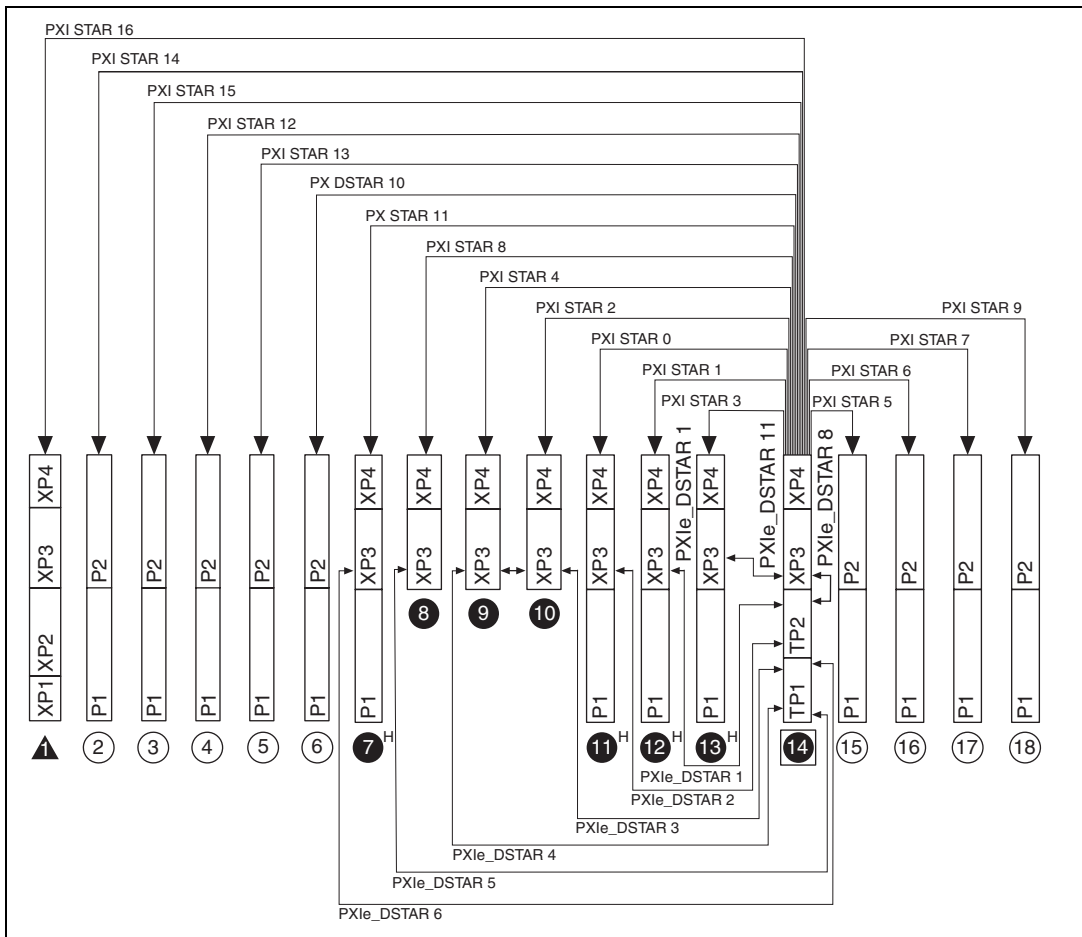 PXI STAR 16
PXI STAR 14
PXI STAR 15
PXI STAR 12
PXI STAR 13
PX DSTAR 10
PX STAR 11
PXI STAR 8
PXI STAR 4
PXI STAR 2
PXI STAR 9
PXI STAR 0
PXI STAR 7
PXI STAR 1
PXI STAR 6
PXI STAR 3
PXI STAR 5
PXIe_DSTAR 1
PXIe_DSTAR 11
PXIe_DSTAR 8
XP4
XP3
XP2
XP1
1
P2
P1
2
P2
P1
3
P2
P1
4
P2
P1
5
P2
P1
6
XP4
XP3
P1
7 H
XP4
XP3
8
XP4
XP3
9
XP4
XP3
10
XP4
XP3
P1
11 H
XP4
XP3
P1
12 H
XP4
XP3
P1
13 H
XP4
XP3
TP2
TP1
14
P2
P1
15
P2
P1
16
P2
P1
17
P2
P1
18
PXIe_DSTAR 1
PXIe_DSTAR 2
PXIe_DSTAR 3
PXIe_DSTAR 4
PXIe_DSTAR 5
PXIe_DSTAR 6